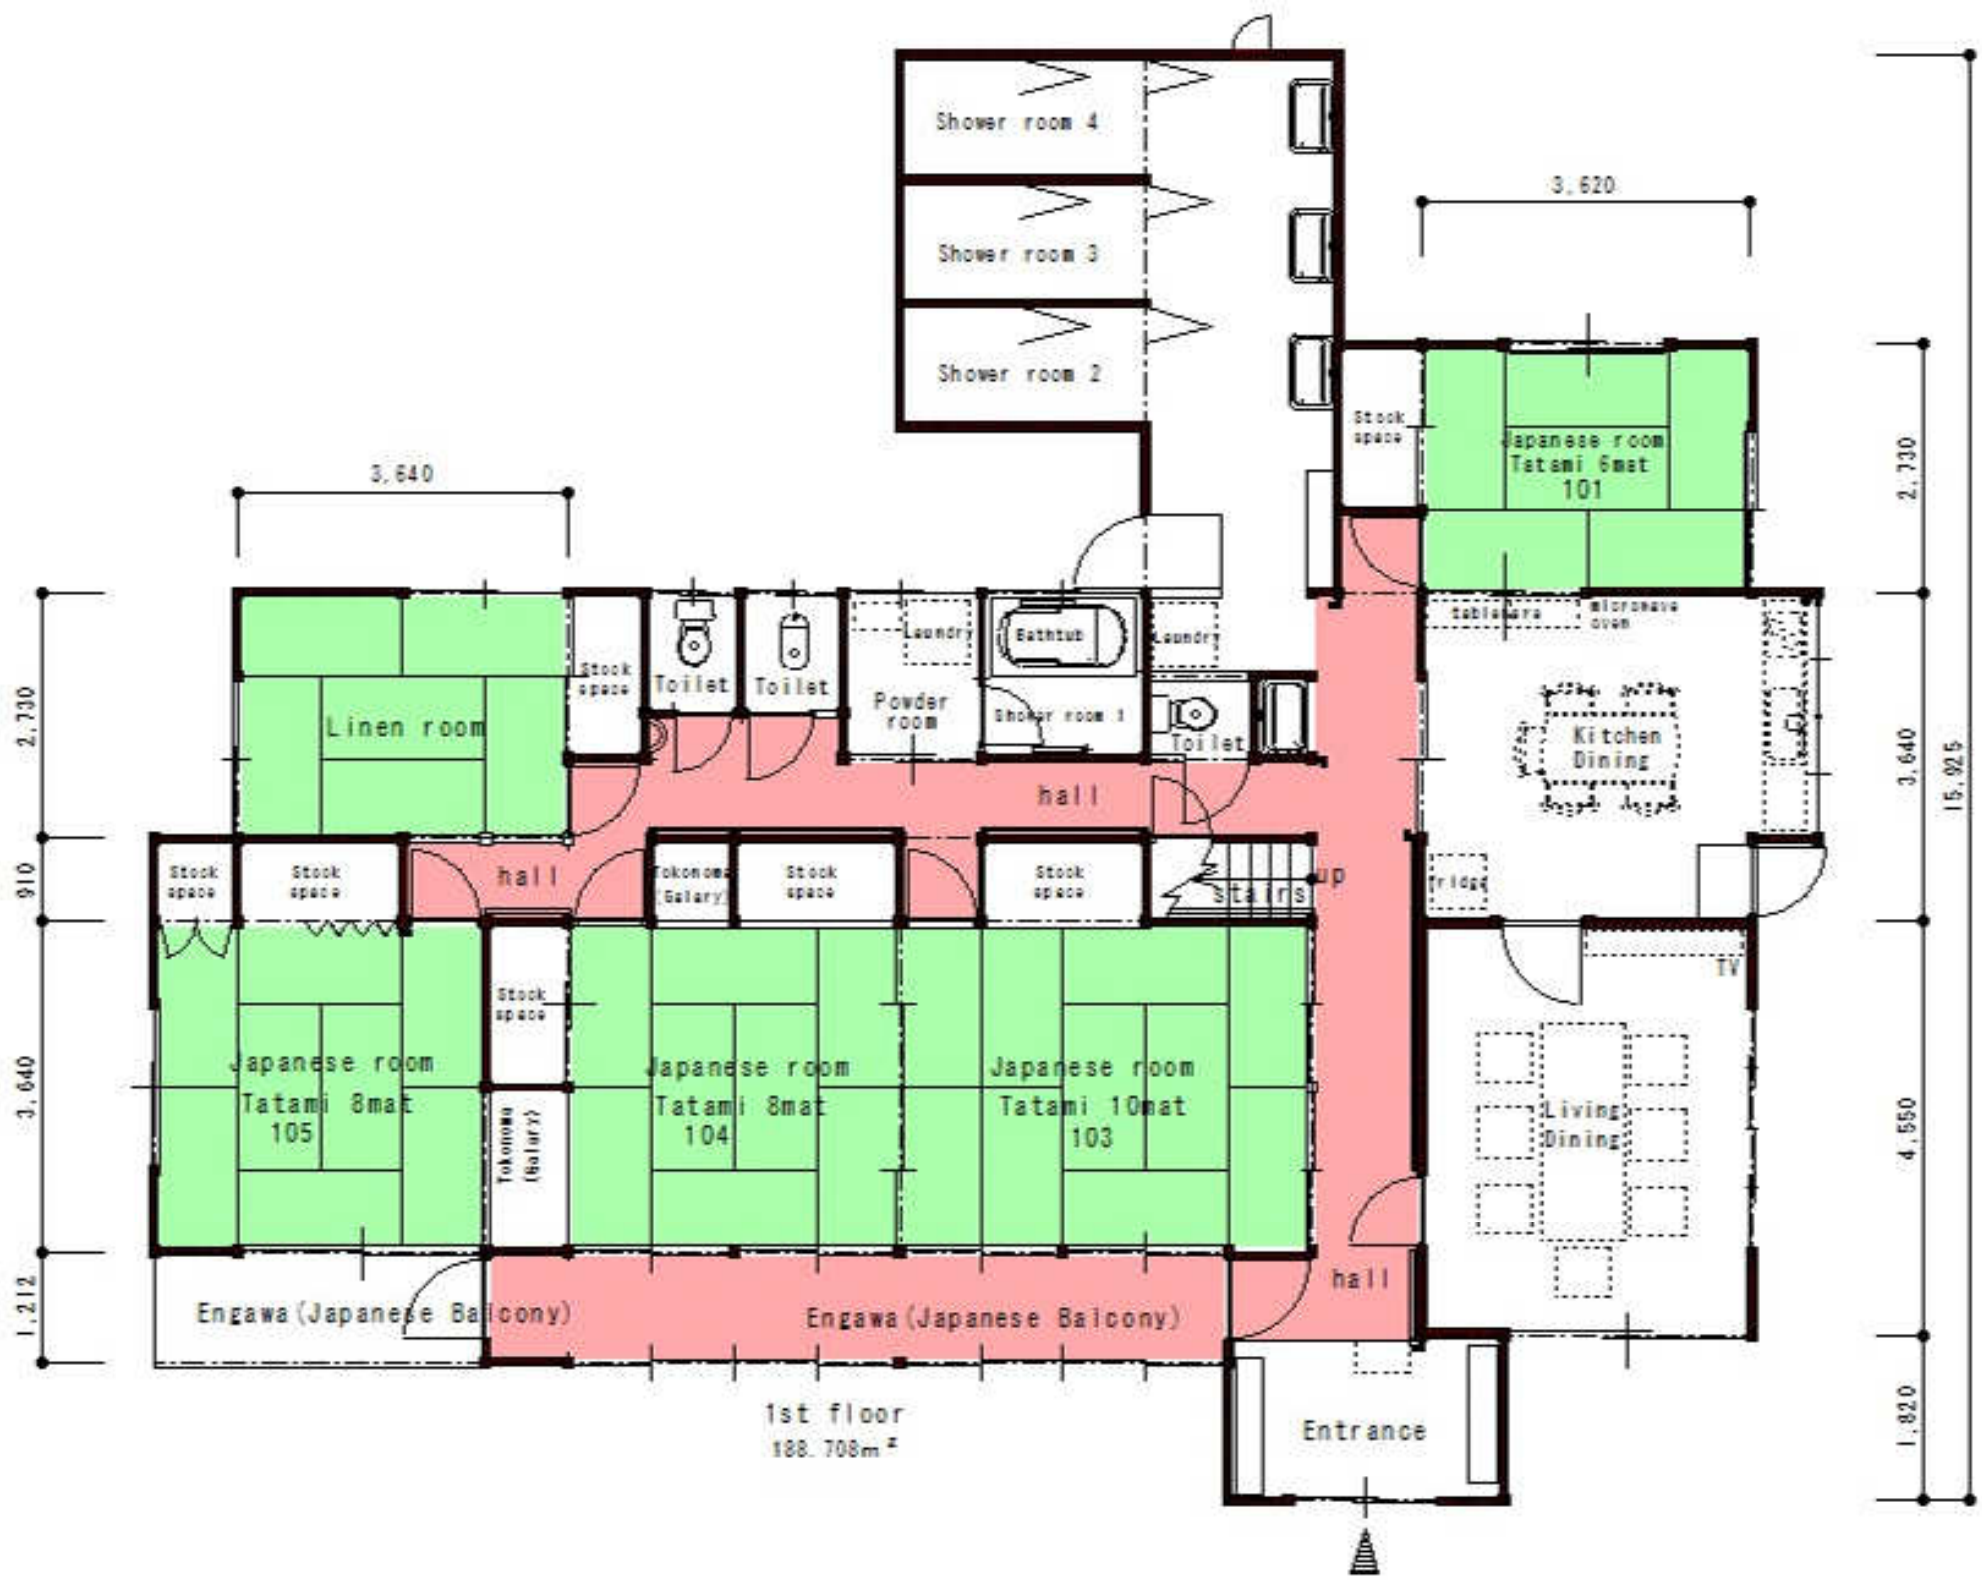 Shower room 4
3,620
Shower room 3
Shower room 2
Stock
space
Japanese room
Tatami 6mat
101
2,730
3,640
tableware
microwave
oven
Laundry
Bathtub
Laundry
Stock
space
Toilet
Toilet
Powder
room
Shower room 1
Toilet
Linen room
2,730
Kitchen
Dining
3,640
15,925
hall
910
Stock
space
Stock
space
hall
Tokonoma
(Galary)
Stock
space
Stock
space
stairs
up
fridge
TV
Stock
space
3,640
Japanese room
Tatami 8mat
105
Tokonoma
(Galary)
Japanese room
Tatami 8mat
104
Japanese room
Tatami 10mat
103
Living
Dining
4,550
1,212
Engawa(Japanese Balcony)
Engawa(Japanese Balcony)
hall
1st floor
188.708m²
Entrance
1,820